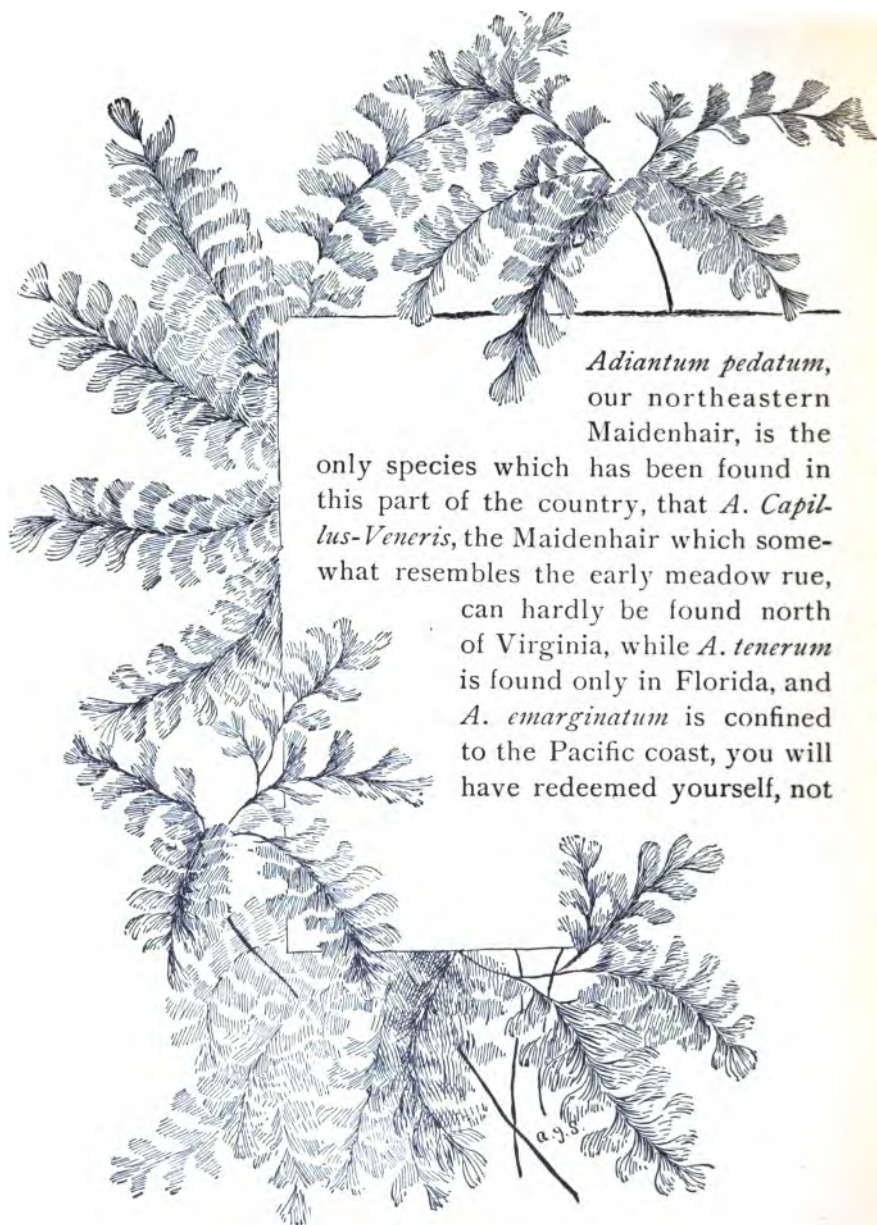 Adiantum pedatum,
our northeastern
Maidenhair, is the
only species which has been found in
this part of the country, that A. Capil-
lus-Veneris, the Maidenhair which some-
what resembles the early meadow rue,
can hardly be found north
of Virginia, while A. tenerum
is found only in Florida, and
A. emarginatum is confined
to the Pacific coast, you will
have redeemed yourself, not
a.g.s.